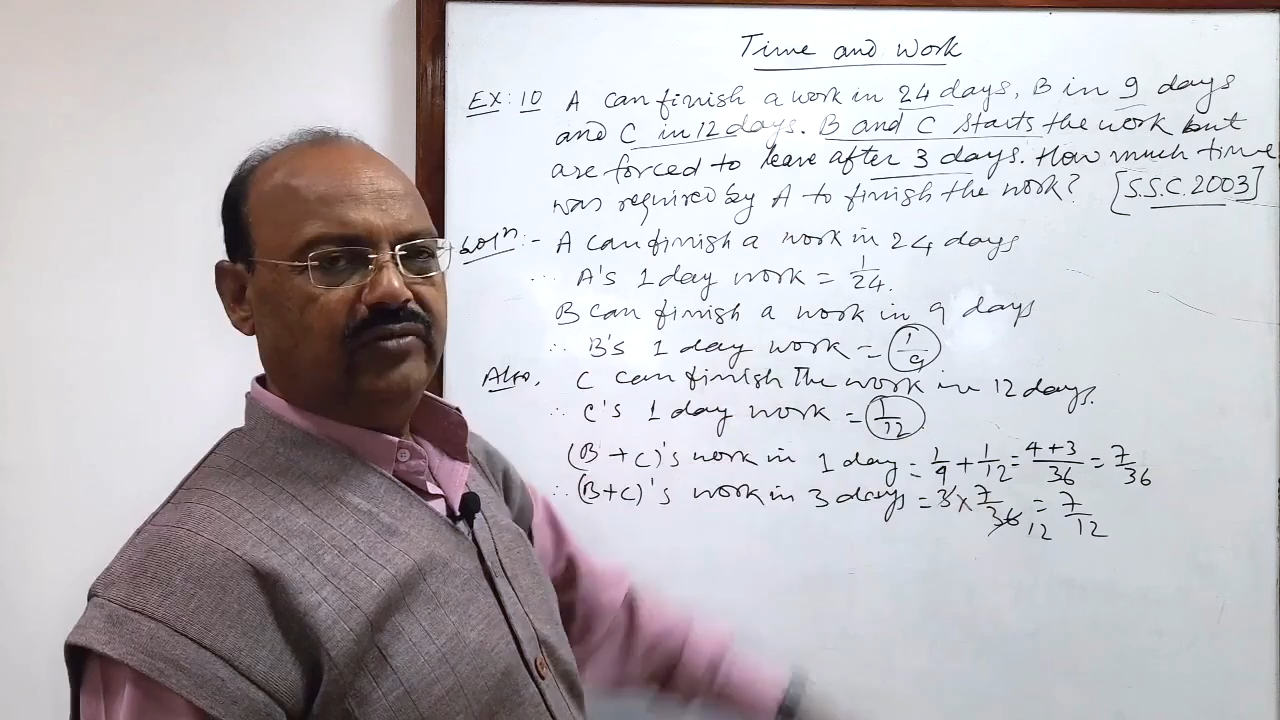 Time and Work
EX: 10 A can finish a work in 24 days, B in 9 days
and C in 12 days. B and C starts the work but
are forced to leave after 3 days. How much time
was required by A to finish the work? [S.S.C. 2003]
Soln :- A can finish a work in 24 days
∴ A's 1 day work = 1/24.
B can finish a work in 9 days
∴ B's 1 day work = 1/9
Also, C can finish the work in 12 days.
∴ C's 1 day work = 1/12
(B+C)'s work in 1 day = 1/9 + 1/12 = 4+3/36 = 7/36
∴ (B+C)'s work in 3 days = 3 × 7/36 12 = 7/12